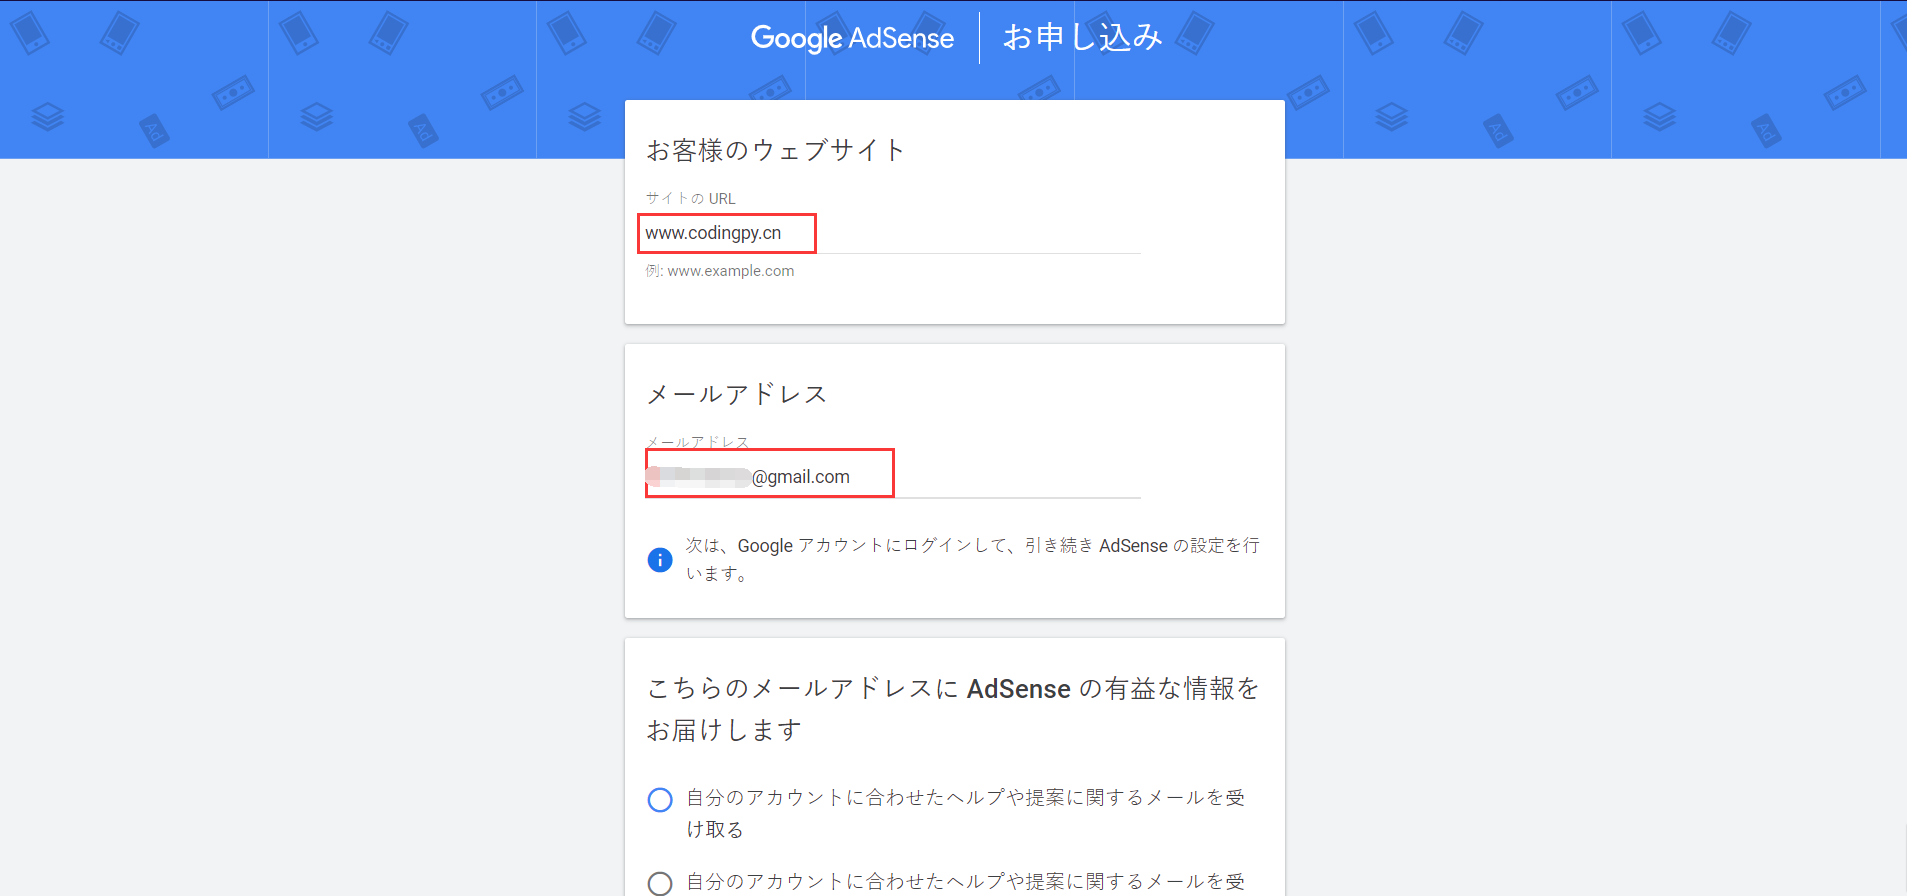 Google AdSense お申し込み
お客様のウェブサイト
サイトの URL
www.codingpy.cn
例: www.example.com
メールアドレス
メールアドレス
@gmail.com
次は、Google アカウントにログインして、引き続き AdSense の設定を行
います。
こちらのメールアドレスに AdSense の有益な情報を
お届けします
自分のアカウントに合わせたヘルプや提案に関するメールを受
け取る
自分のアカウントに合わせたヘルプや提案に関するメールを受